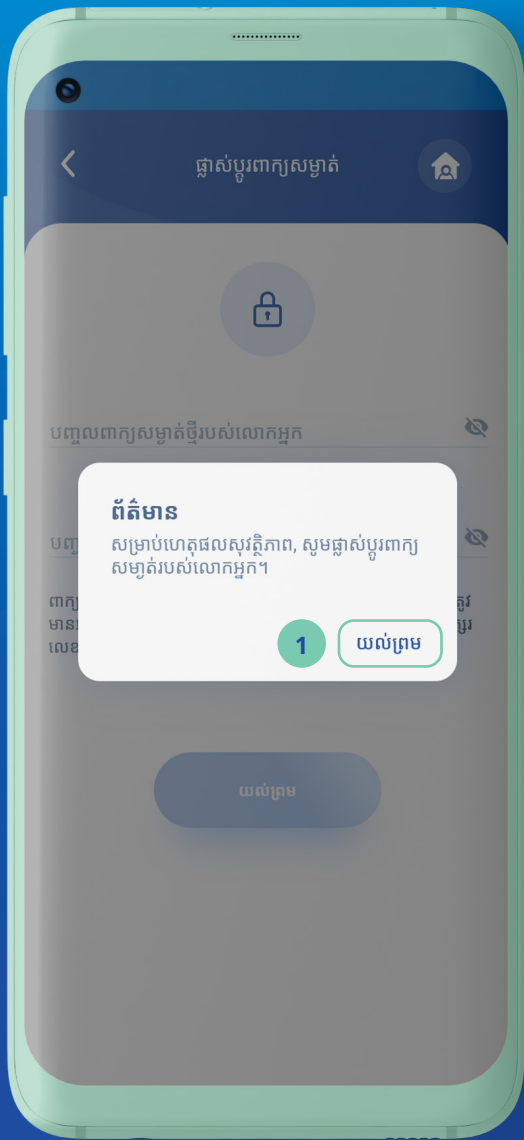 ផ្លាស់ប្តូរពាក្យសម្ងាត់
បញ្ចូលពាក្យសម្ងាត់ថ្មីរបស់លោកអ្នក
ព័ត៌មាន
សម្រាប់ហេតុផលសុវត្ថិភាព, សូមផ្លាស់ប្តូរពាក្យ
សម្ងាត់របស់លោកអ្នក។
1 យល់ព្រម
យល់ព្រម